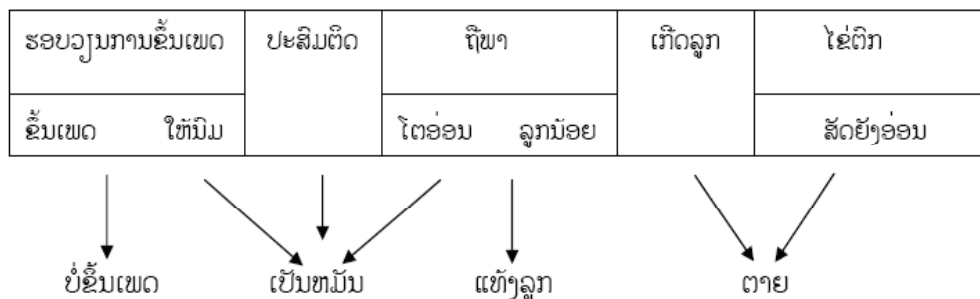 ຮອບວຽນການຂຶ້ນເພດ ປະສົມຕິດ ຖືພາ ເກີດລູກ ໄຂ່ຕົກ
ຂຶ້ນເພດ ໃຫ້ນົມ ໂຕອ່ອນ ລູກນ້ອຍ ສັດຍັງອ່ອນ
ບໍ່ຂຶ້ນເພດ ເປັນຫມັນ ແທ້ງລູກ ຕາຍ